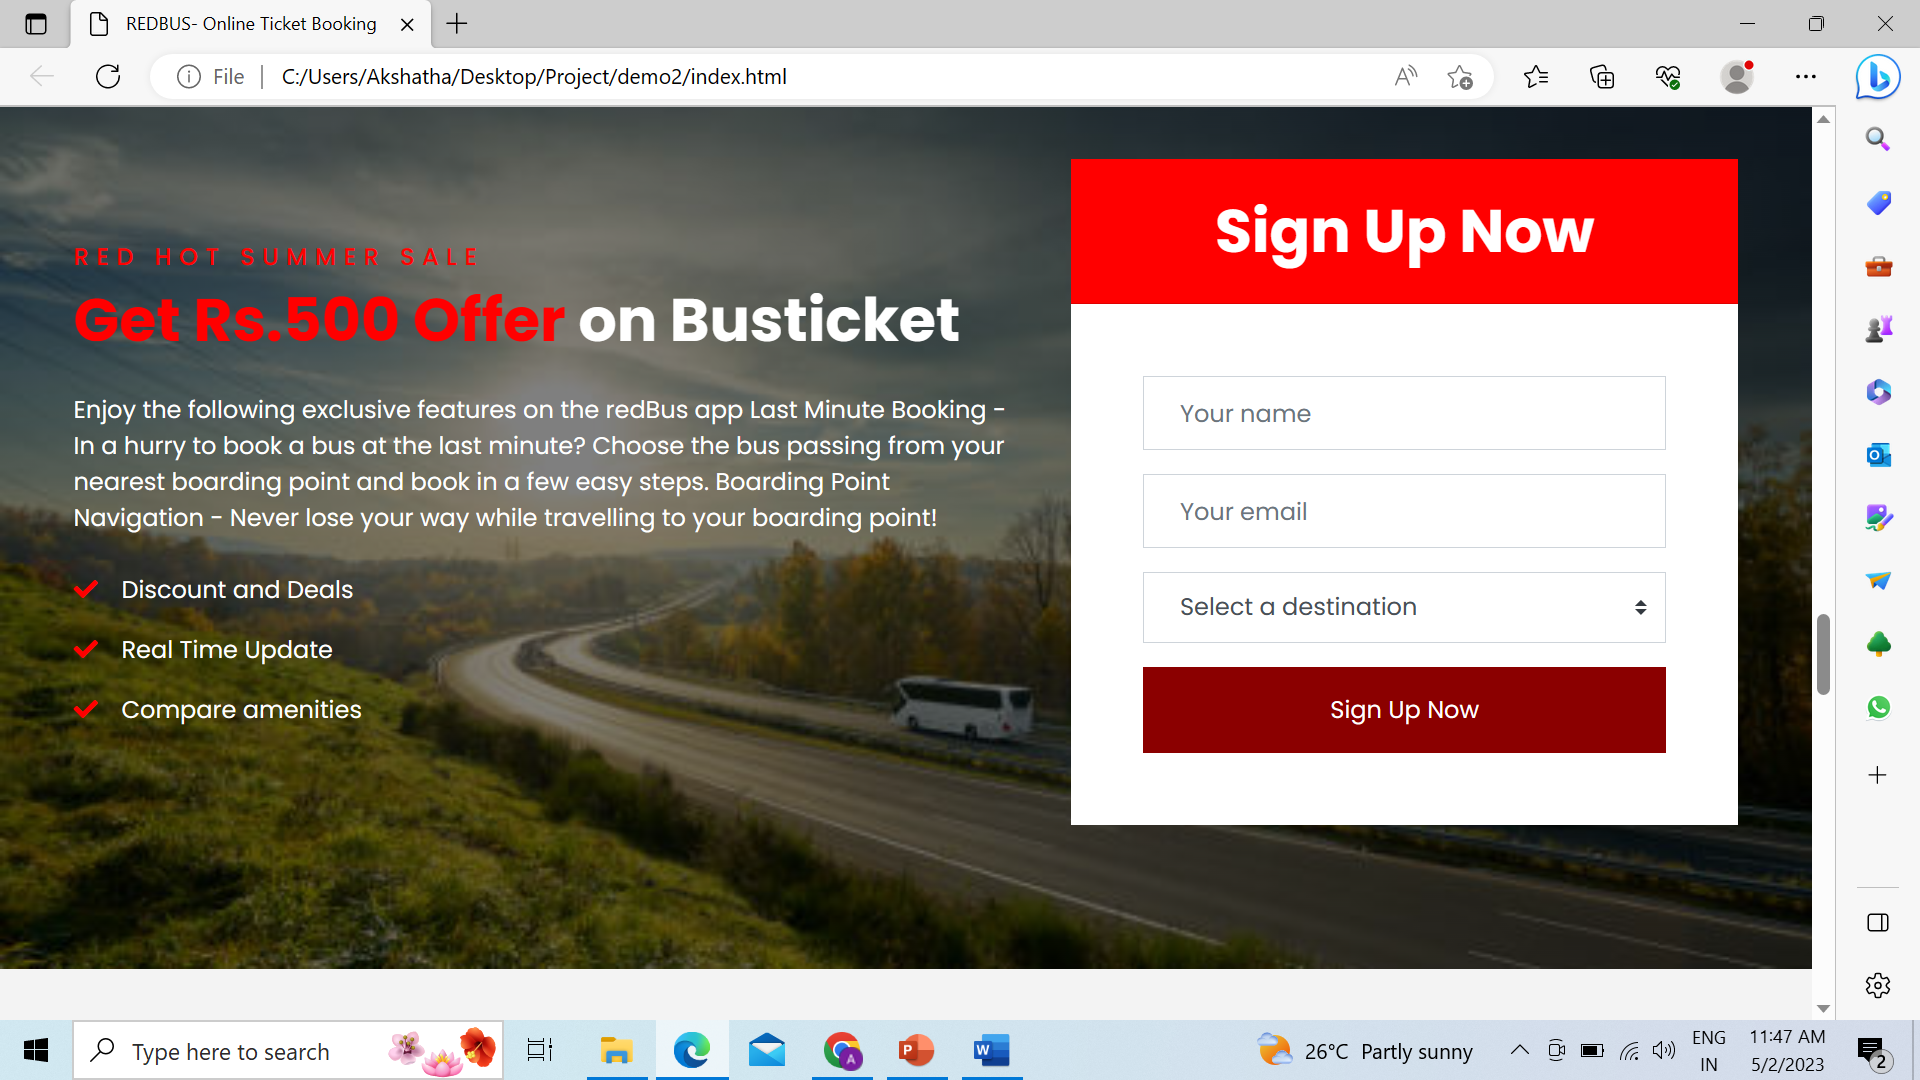 REDBUS- Online Ticket Booking
File
C:/Users/Akshatha/Desktop/Project/demo2/index.html
RED HOT SUMMER SALE
Get Rs.500 Offer on Busticket
Enjoy the following exclusive features on the redBus app Last Minute Booking -
In a hurry to book a bus at the last minute? Choose the bus passing from your
nearest boarding point and book in a few easy steps. Boarding Point
Navigation - Never lose your way while travelling to your boarding point!
Discount and Deals
Real Time Update
Compare amenities
Sign Up Now
Your name
Your email
Select a destination
Sign Up Now
Type here to search
26°C Partly sunny
ENG
IN
11:47 AM
5/2/2023
2